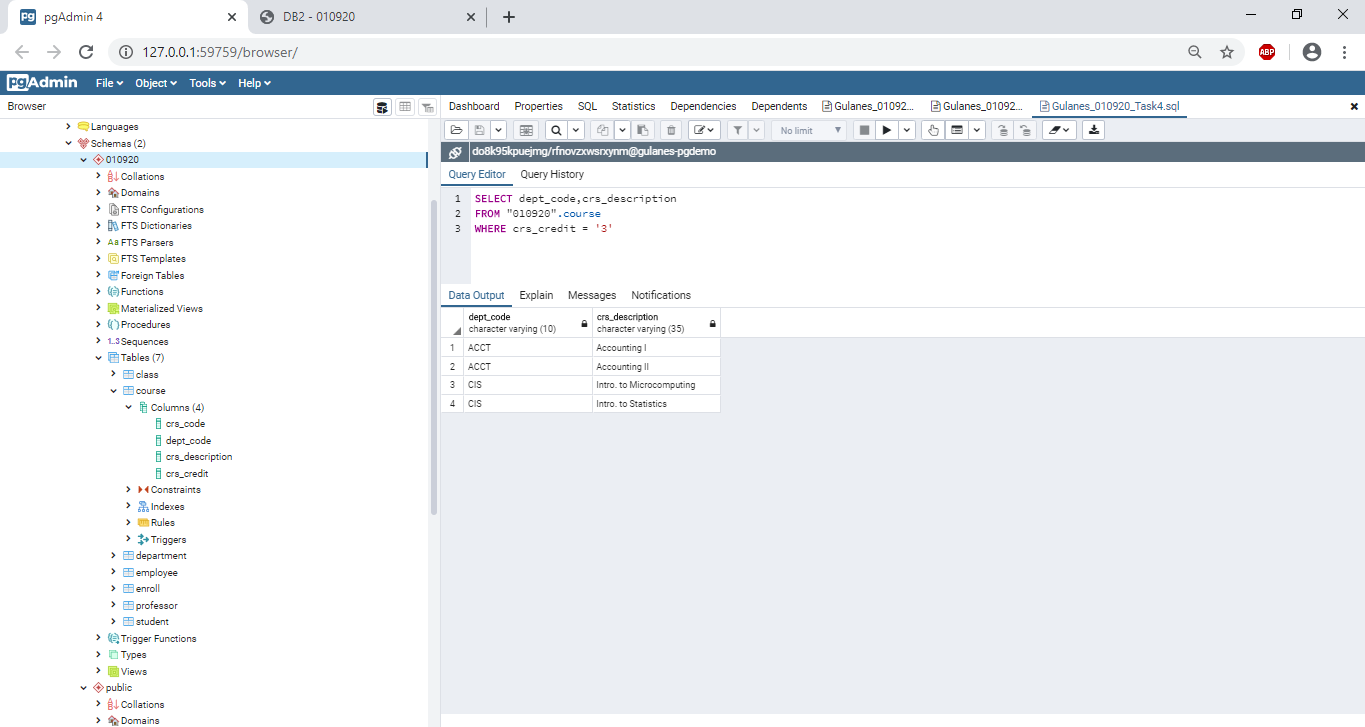 pgAdmin 4
DB2 - 010920
127.0.0.1:59759/browser/
ABP
pgAdmin File Object Tools Help
Browser
Dashboard Properties SQL Statistics Dependencies Dependents Gulanes_01092... Gulanes_01092... Gulanes_010920_Task4.sql
Languages
Schemas (2)
010920
Collations
Domains
FTS Configurations
FTS Dictionaries
Aa FTS Parsers
FTS Templates
Foreign Tables
Functions
Materialized Views
Procedures
1..3 Sequences
Tables (7)
class
course
Columns (4)
crs_code
dept_code
crs_description
crs_credit
Constraints
Indexes
Rules
Triggers
department
employee
enroll
professor
student
Trigger Functions
Types
Views
public
Collations
Domains
No limit
do8k95kpuejmg/rfnovzxwsrxynm@gulanes-pgdemo
Query Editor Query History
1 SELECT dept_code,crs_description
2 FROM "010920".course
3 WHERE crs_credit = '3'
Data Output Explain Messages Notifications
dept_code crs_description
character varying (10) character varying (35)
1 ACCT Accounting I
2 ACCT Accounting II
3 CIS Intro. to Microcomputing
4 CIS Intro. to Statistics